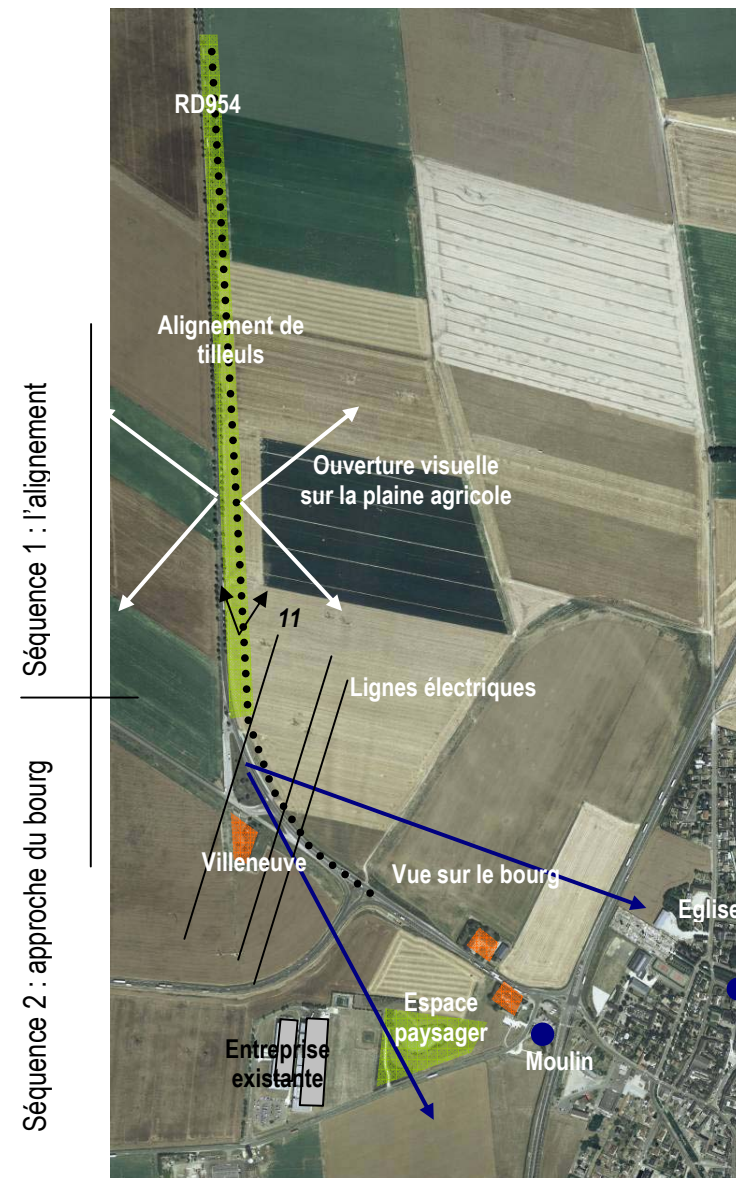 RD954
Alignement de
tilleuls
Séquence 1 : l'alignement
Ouverture visuelle
sur la plaine agricole
11
Lignes électriques
Séquence 2 : approche du bourg
Villeneuve
Vue sur le bourg
Eglise
Espace
paysager
Entreprise
existante
Moulin